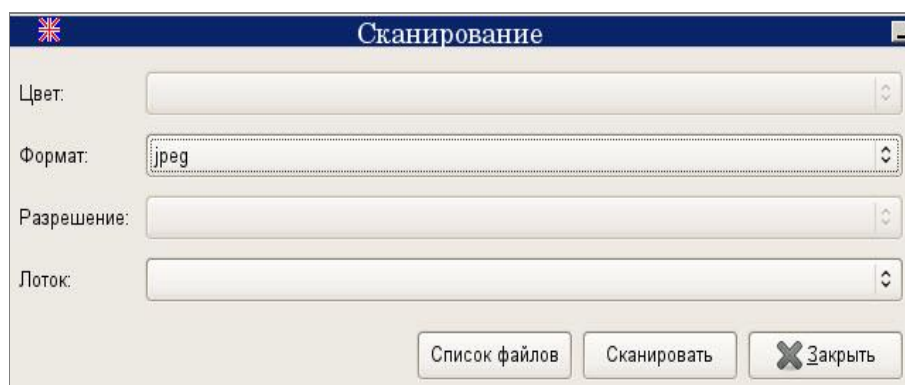 Сканирование
Цвет:
Формат: jpeg
Разрешение:
Лоток:
Список файлов Сканировать Закрыть